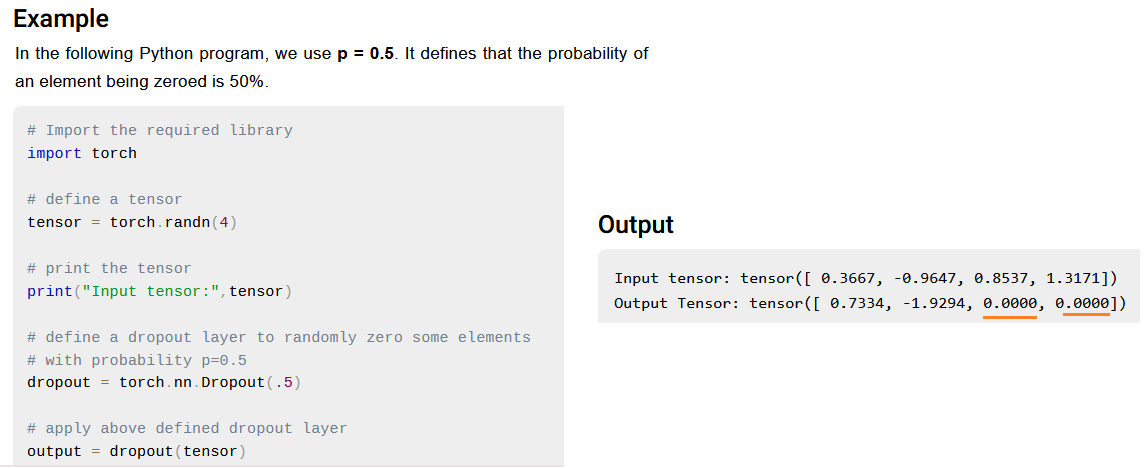 Example
In the following Python program, we use p = 0.5. It defines that the probability of
an element being zeroed is 50%.
# Import the required library
import torch
# define a tensor
tensor = torch.randn(4)
# print the tensor
print("Input tensor:",tensor)
# define a dropout layer to randomly zero some elements
# with probability p=0.5
dropout = torch.nn.Dropout(.5)
# apply above defined dropout layer
output = dropout(tensor)
Output
Input tensor: tensor([ 0.3667, -0.9647, 0.8537, 1.3171])
Output Tensor: tensor([ 0.7334, -1.9294, 0.0000, 0.0000])